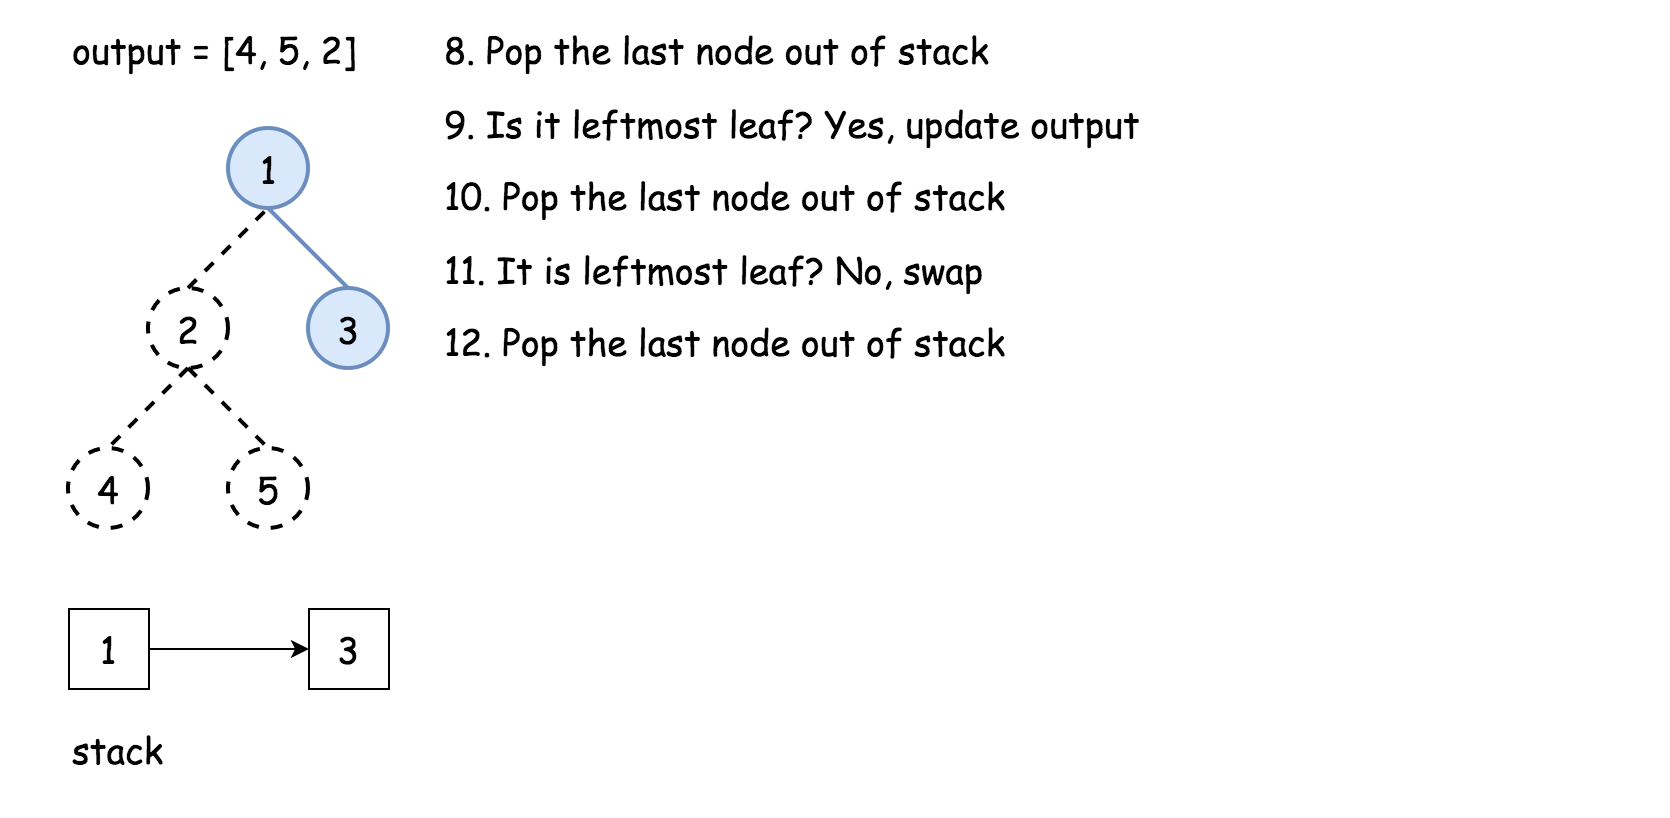 output = [4, 5, 2]
8. Pop the last node out of stack
9. Is it leftmost leaf? Yes, update output
10. Pop the last node out of stack
11. It is leftmost leaf? No, swap
12. Pop the last node out of stack
1
2
3
4
5
1
3
stack